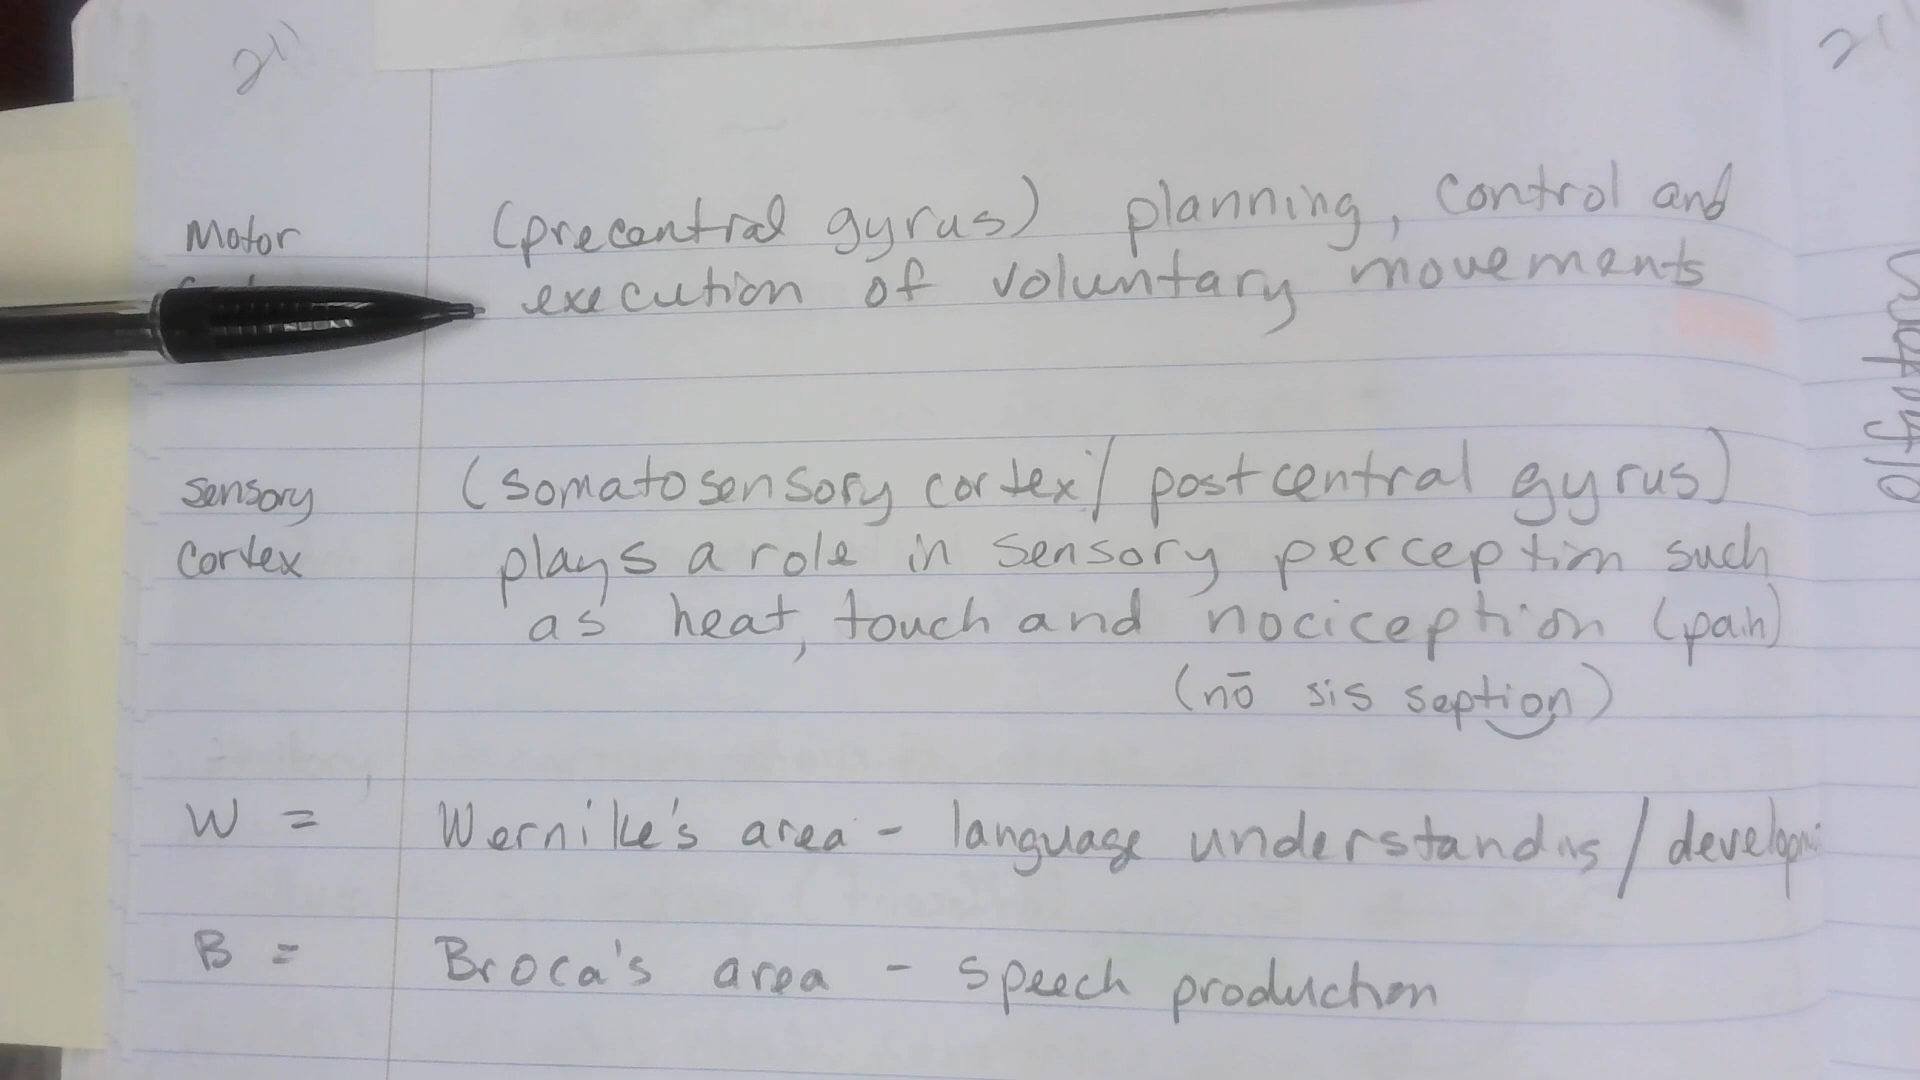 21
21
Motor (precentral gyrus) planning, control and
execution of voluntary movements
Sensory (somatosensory cortex/ postcentral gyrus)
Cortex plays a role in sensory perception such
as heat, touch and nociception (pain)
(nō sis seption)
W = Wernike's area - language understanding / develop
B = Broca's area - speech production